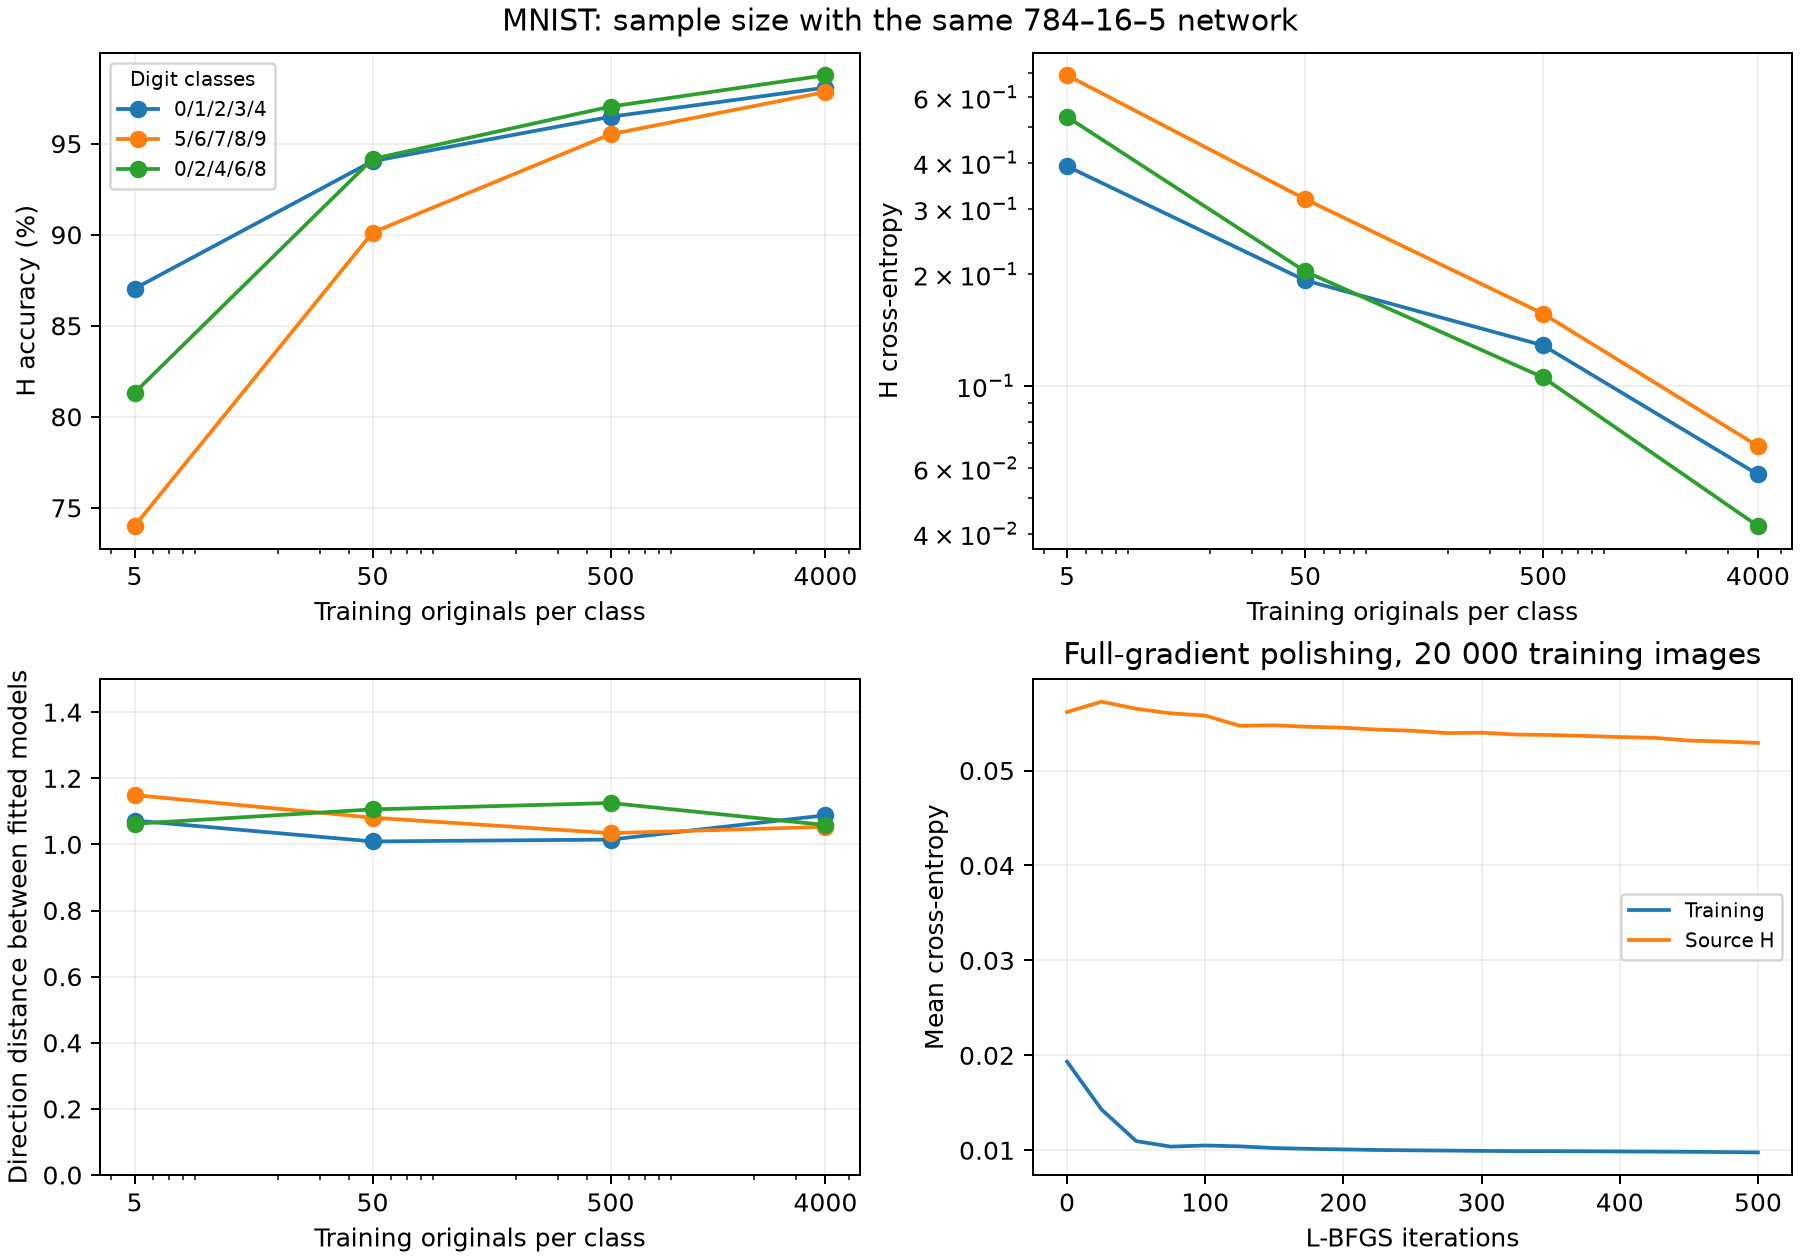 MNIST: sample size with the same 784–16–5 network
H accuracy (%)
95
90
85
80
75
Digit classes
0/1/2/3/4
5/6/7/8/9
0/2/4/6/8
5
50
500
4000
Training originals per class
H cross-entropy
6 × 10⁻¹
4 × 10⁻¹
3 × 10⁻¹
2 × 10⁻¹
10⁻¹
6 × 10⁻²
4 × 10⁻²
5
50
500
4000
Training originals per class
Direction distance between fitted models
1.4
1.2
1.0
0.8
0.6
0.4
0.2
0.0
5
50
500
4000
Training originals per class
Full-gradient polishing, 20 000 training images
Mean cross-entropy
0.05
0.04
0.03
0.02
0.01
Training
Source H
0
100
200
300
400
500
L-BFGS iterations